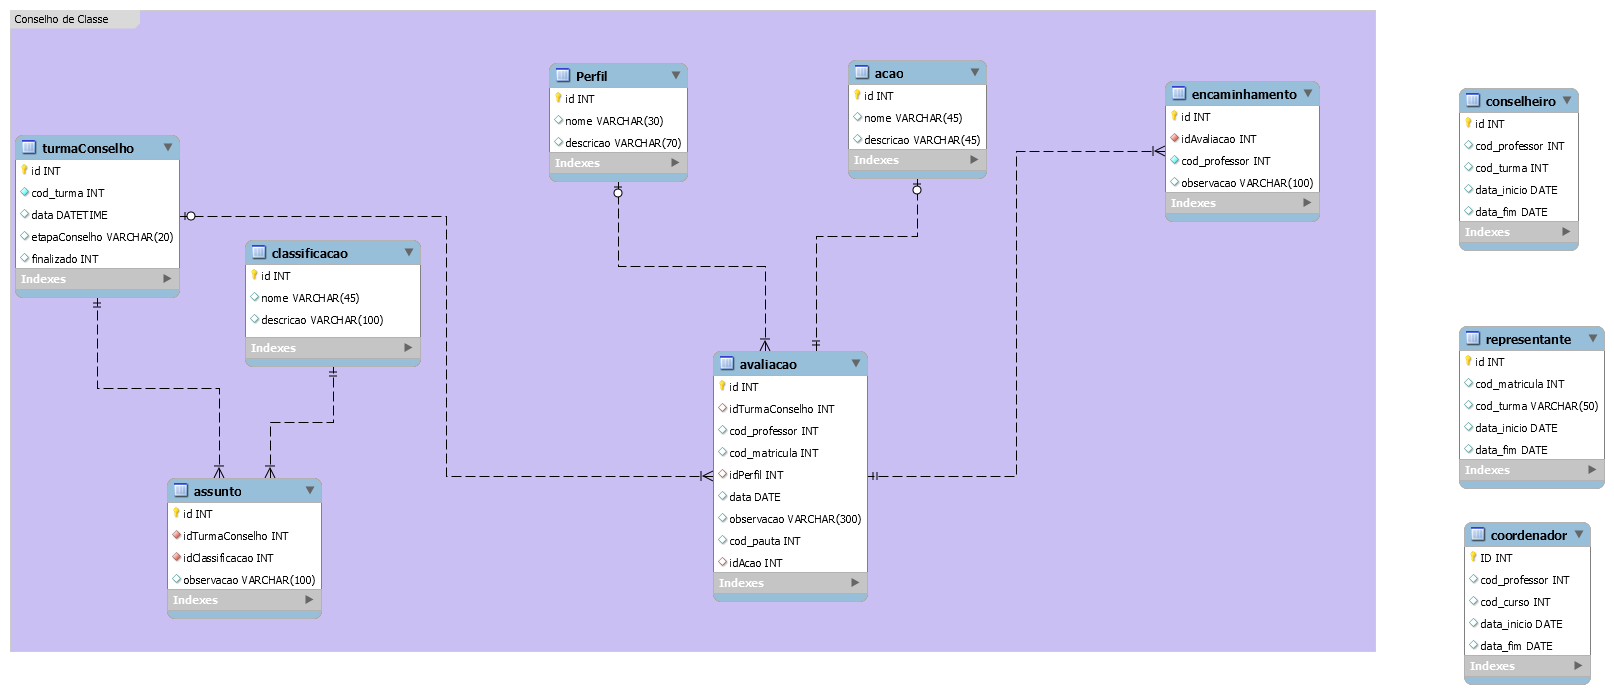 Conselho de Classe
turmaConselho
id INT
cod_turma INT
data DATETIME
etapaConselho VARCHAR(20)
finalizado INT
Indexes
classificacao
id INT
nome VARCHAR(45)
descricao VARCHAR(100)
Indexes
assunto
id INT
idTurmaConselho INT
idClassificacao INT
observacao VARCHAR(100)
Indexes
Perfil
id INT
nome VARCHAR(30)
descricao VARCHAR(70)
Indexes
acao
id INT
nome VARCHAR(45)
descricao VARCHAR(45)
Indexes
avaliacao
id INT
idTurmaConselho INT
cod_professor INT
cod_matricula INT
idPerfil INT
data DATE
observacao VARCHAR(300)
cod_pauta INT
idAcao INT
Indexes
encaminhamento
id INT
idAvaliacao INT
cod_professor INT
observacao VARCHAR(100)
Indexes
conselheiro
id INT
cod_professor INT
cod_turma INT
data_inicio DATE
data_fim DATE
Indexes
representante
id INT
cod_matricula INT
cod_turma VARCHAR(50)
data_inicio DATE
data_fim DATE
Indexes
coordenador
ID INT
cod_professor INT
cod_curso INT
data_inicio DATE
data_fim DATE
Indexes